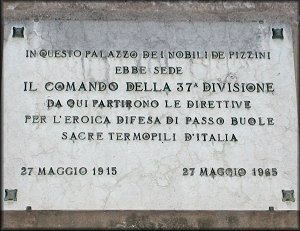 IN QUESTO PALAZZO DEI NOBILI DE PIZZINI
EBBE SEDE
IL COMANDO DELLA 37ª DIVISIONE
DA QUI PARTIRONO LE DIRETTIVE
PER L'EROICA DIFESA DI PASSO BUOLE
SACRE TERMOPILI D'ITALIA
27 MAGGIO 1915 27 MAGGIO 1965